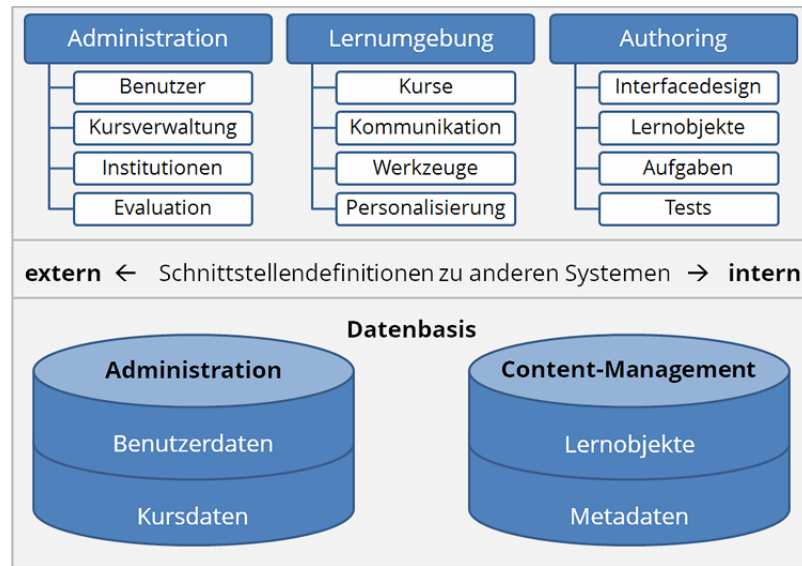 Administration
Benutzer
Kursverwaltung
Institutionen
Evaluation
Lernumgebung
Kurse
Kommunikation
Werkzeuge
Personalisierung
Authoring
Interfacedesign
Lernobjekte
Aufgaben
Tests
extern ← Schnittstellendefinitionen zu anderen Systemen → intern
Datenbasis
Administration
Benutzerdaten
Kursdaten
Content-Management
Lernobjekte
Metadaten